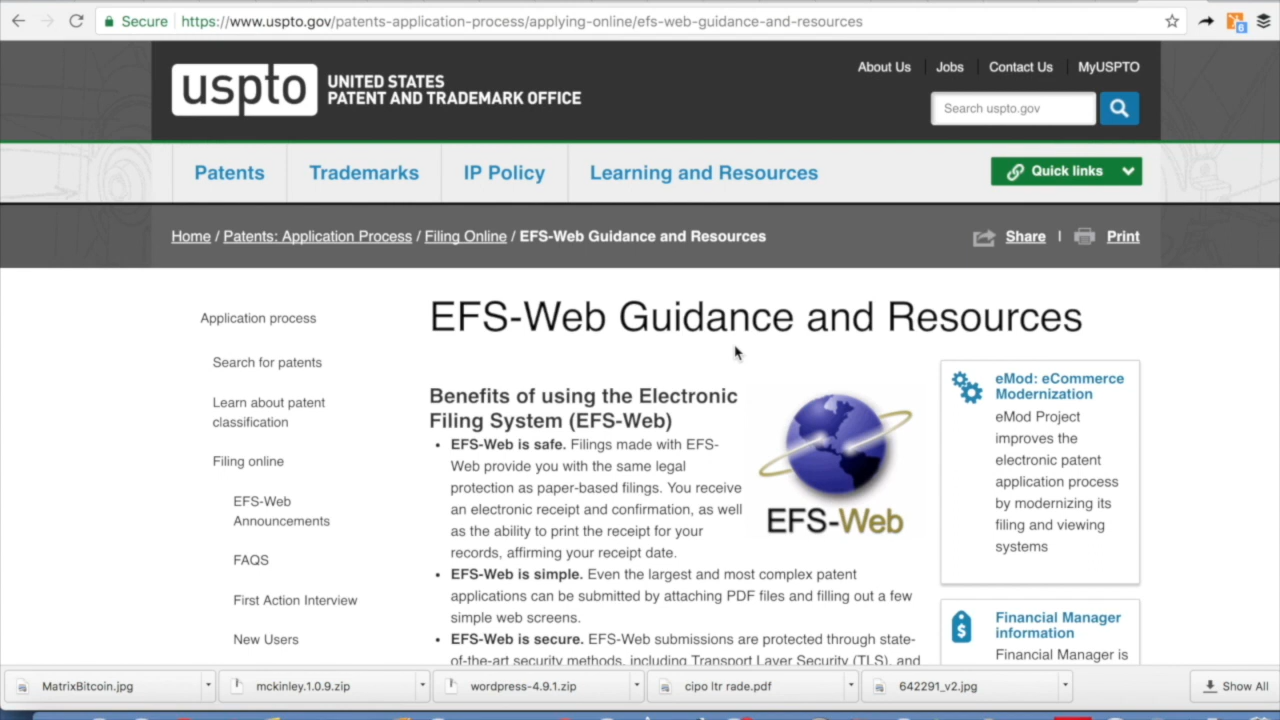 Secure https://www.uspto.gov/patents-application-process/applying-online/efs-web-guidance-and-resources
6
About Us Jobs Contact Us MyUSPTO
uspto UNITED STATES
PATENT AND TRADEMARK OFFICE
Search uspto.gov
Patents Trademarks IP Policy Learning and Resources Quick links
Home / Patents: Application Process / Filing Online / EFS-Web Guidance and Resources Share | Print
Application process
Search for patents
Learn about patent
classification
Filing online
EFS-Web
Announcements
FAQS
First Action Interview
New Users
EFS-Web Guidance and Resources
Benefits of using the Electronic
Filing System (EFS-Web)
• EFS-Web is safe. Filings made with EFS-
Web provide you with the same legal
protection as paper-based filings. You receive
an electronic receipt and confirmation, as well
as the ability to print the receipt for your
records, affirming your receipt date.
• EFS-Web is simple. Even the largest and most complex patent
applications can be submitted by attaching PDF files and filling out a few
simple web screens.
• EFS-Web is secure. EFS-Web submissions are protected through state-
of-the-art security methods, including Transport Layer Security (TLS), and
EFS-Web
eMod: eCommerce
Modernization
eMod Project
improves the
electronic patent
application process
by modernizing its
filing and viewing
systems
Financial Manager
information
Financial Manager is
MatrixBitcoin.jpg mckinley.1.0.9.zip wordpress-4.9.1.zip cipo ltr rade.pdf 642291_v2.jpg Show All